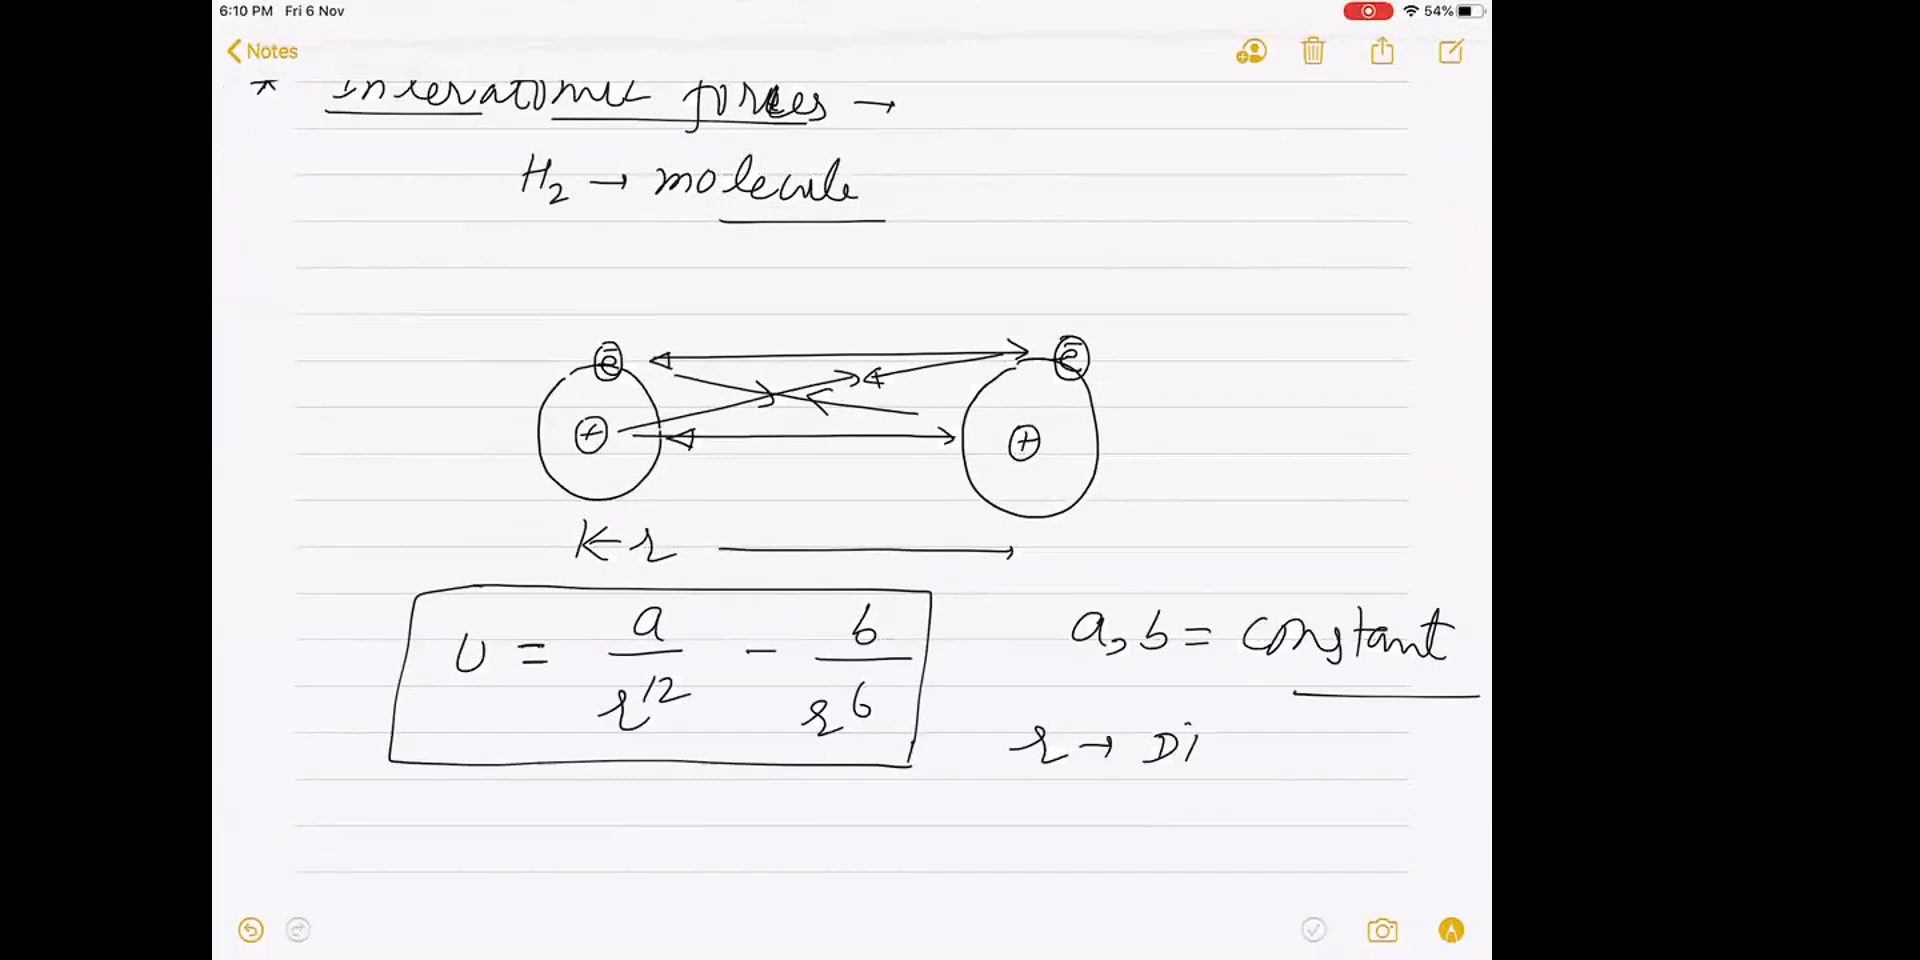 6:10 PM Fri 6 Nov 54%
Notes
* Interatomic forces →
H₂ → molecule
e⁻ e⁻
+ +
r
U = a/r¹² - b/r⁶
a, b = constant
r → Di